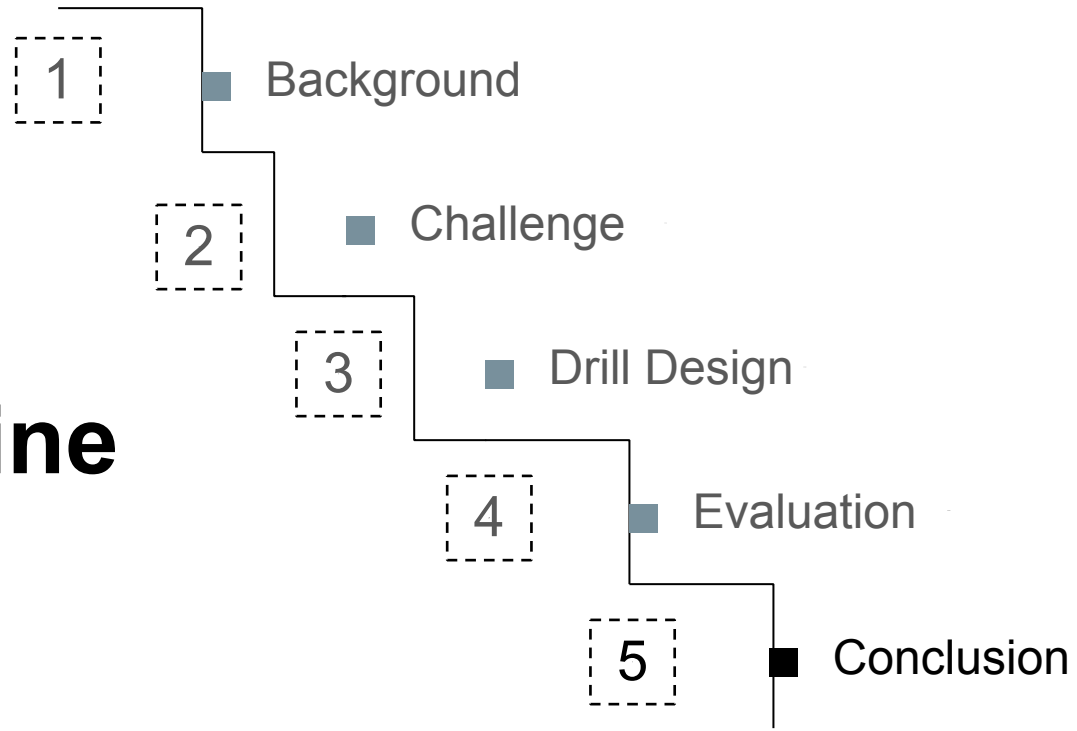 1
Background
2
Challenge
3
Drill Design
ine
4
Evaluation
5
Conclusion